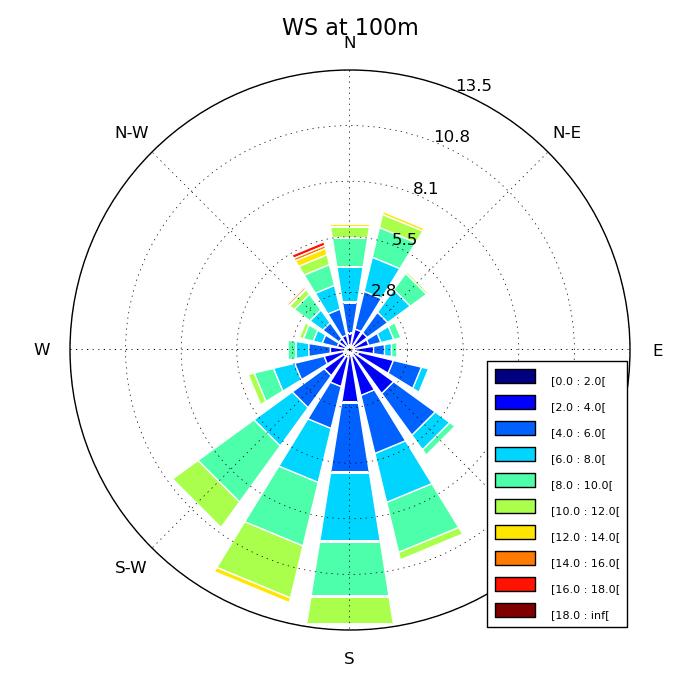 WS at 100m
N
13.5
N-W
N-E
10.8
8.1
5.5
2.8
W
E
[0.0 : 2.0[
[2.0 : 4.0[
[4.0 : 6.0[
[6.0 : 8.0[
[8.0 : 10.0[
[10.0 : 12.0[
[12.0 : 14.0[
[14.0 : 16.0[
[16.0 : 18.0[
[18.0 : inf[
S-W
S